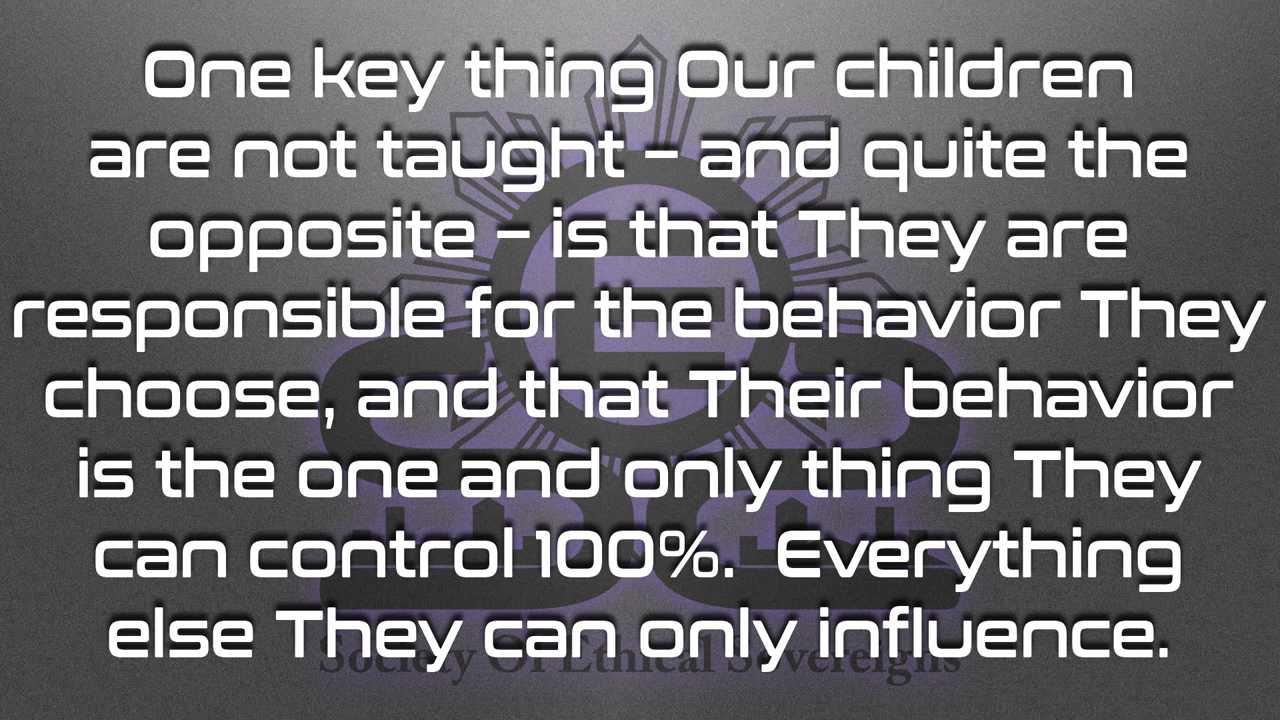 One key thing Our children
are not taught – and quite the
opposite – is that They are
responsible for the behavior They
choose, and that Their behavior
is the one and only thing They
can control 100%.  Everything
else They can only influence.
E
Society Of Ethical Sovereigns